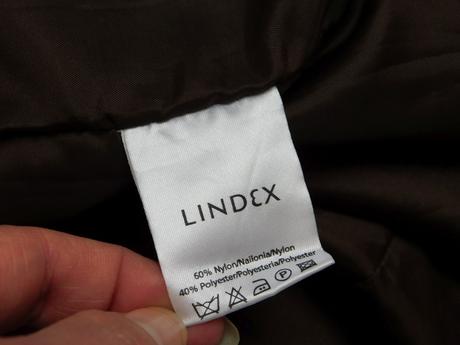 LINDEX
60% Nylon/Nailonia/Nylon
40% Polyester/Polyesteria/Polyester